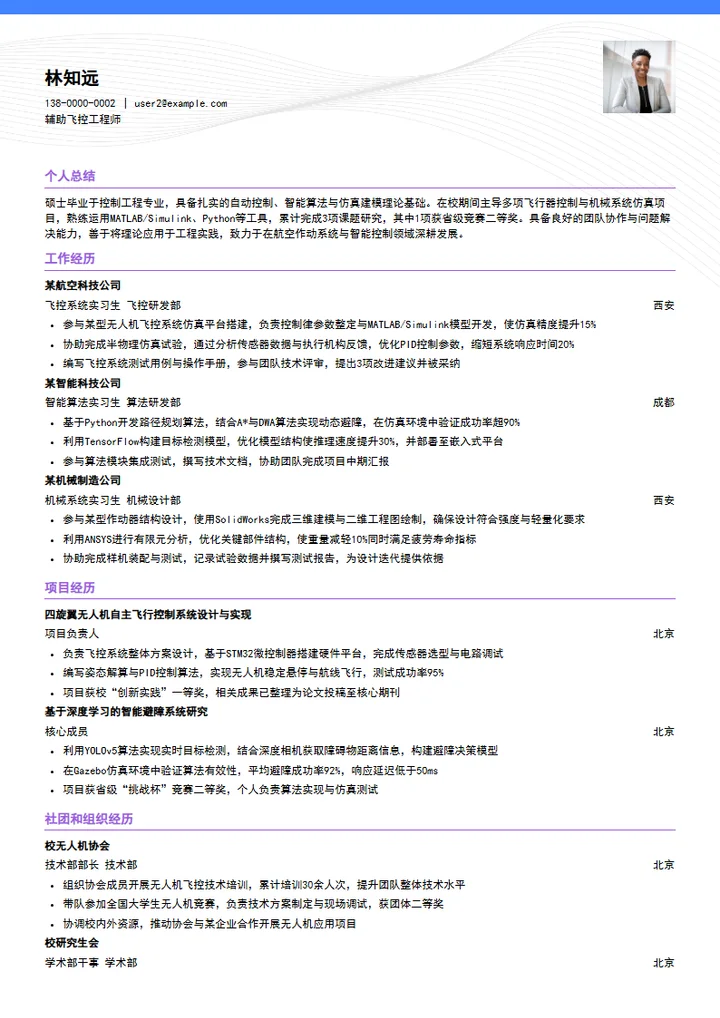 林知远
138-0000-0002 | user2@example.com
辅助飞控工程师
个人总结
硕士毕业于控制工程专业，具备扎实的自动控制、智能算法与仿真建模理论基础。在校期间主导多项飞行器控制与机械系统仿真项
目，熟练运用MATLAB/Simulink、Python等工具，累计完成3项课题研究，其中1项获省级竞赛二等奖。具备良好的团队协作与问题解
决能力，善于将理论应用于工程实践，致力于在航空作动系统与智能控制领域深耕发展。
工作经历
某航空科技公司
飞控系统实习生 飞控研发部 西安
• 参与某型无人机飞控系统仿真平台搭建，负责控制律参数整定与MATLAB/Simulink模型开发，使仿真精度提升15%
• 协助完成半物理仿真试验，通过分析传感器数据与执行机构反馈，优化PID控制参数，缩短系统响应时间20%
• 编写飞控系统测试用例与操作手册，参与团队技术评审，提出3项改进建议并被采纳
某智能科技公司
智能算法实习生 算法研发部 成都
• 基于Python开发路径规划算法，结合A*与DWA算法实现动态避障，在仿真环境中验证成功率超90%
• 利用TensorFlow构建目标检测模型，优化模型结构使推理速度提升30%，并部署至嵌入式平台
• 参与算法模块集成测试，撰写技术文档，协助团队完成项目中期汇报
某机械制造公司
机械系统实习生 机械设计部 西安
• 参与某型作动器结构设计，使用SolidWorks完成三维建模与二维工程图绘制，确保设计符合强度与轻量化要求
• 利用ANSYS进行有限元分析，优化关键部件结构，使重量减轻10%同时满足疲劳寿命指标
• 协助完成样机装配与测试，记录试验数据并撰写测试报告，为设计迭代提供依据
项目经历
四旋翼无人机自主飞行控制系统设计与实现
项目负责人 北京
• 负责飞控系统整体方案设计，基于STM32微控制器搭建硬件平台，完成传感器选型与电路调试
• 编写姿态解算与PID控制算法，实现无人机稳定悬停与航线飞行，测试成功率95%
• 项目获校“创新实践”一等奖，相关成果已整理为论文投稿至核心期刊
基于深度学习的智能避障系统研究
核心成员 北京
• 利用YOLOv5算法实现实时目标检测，结合深度相机获取障碍物距离信息，构建避障决策模型
• 在Gazebo仿真环境中验证算法有效性，平均避障成功率92%，响应延迟低于50ms
• 项目获省级“挑战杯”竞赛二等奖，个人负责算法实现与仿真测试
社团和组织经历
校无人机协会
技术部部长 技术部 北京
• 组织协会成员开展无人机飞控技术培训，累计培训30余人次，提升团队整体技术水平
• 带队参加全国大学生无人机竞赛，负责技术方案制定与现场调试，获团体二等奖
• 协调校内外资源，推动协会与某企业合作开展无人机应用项目
校研究生会
学术部干事 学术部 北京